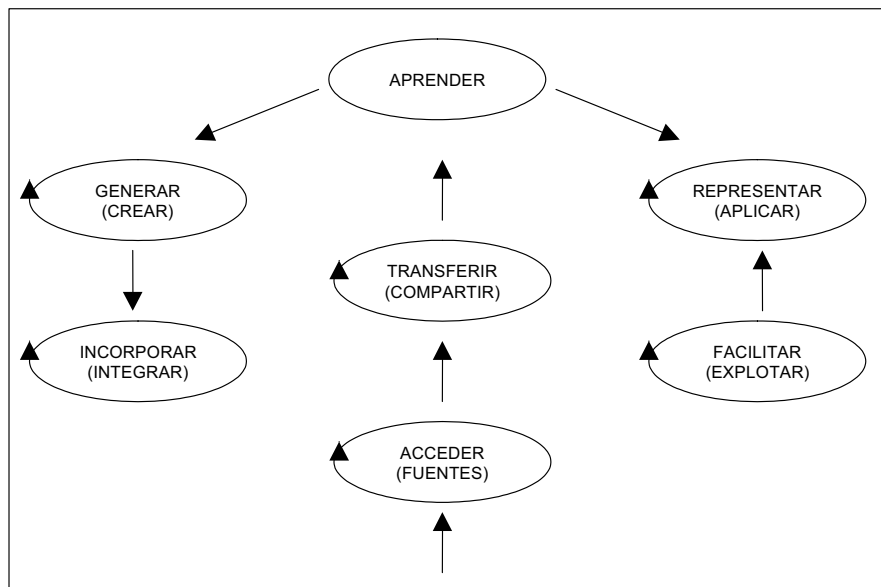 APRENDER
GENERAR
(CREAR)
REPRESENTAR
(APLICAR)
TRANSFERIR
(COMPARTIR)
INCORPORAR
(INTEGRAR)
FACILITAR
(EXPLOTAR)
ACCEDER
(FUENTES)